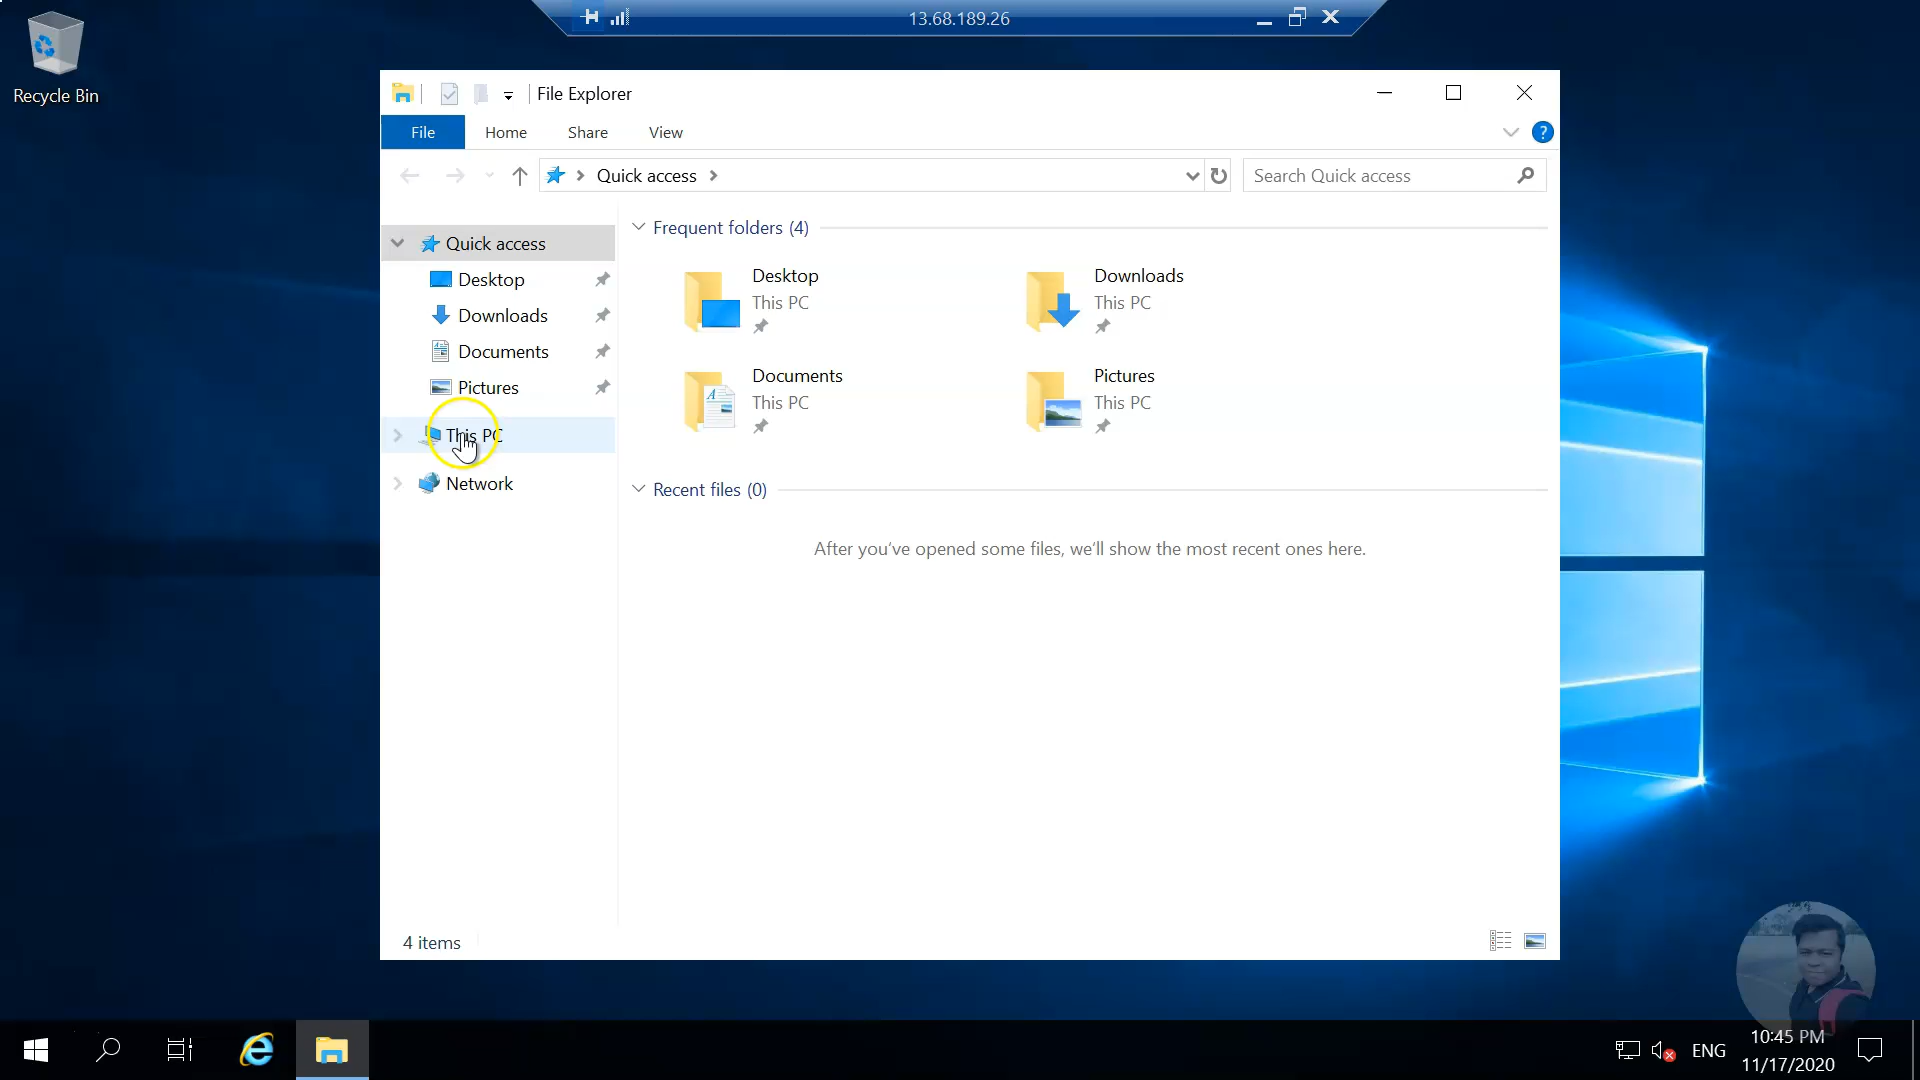 13.68.189.26
Recycle Bin
File Explorer
File Home Share View
?
Quick access
Search Quick access
Quick access
Desktop
Downloads
Documents
Pictures
This PC
Network
Frequent folders (4)
Desktop
This PC
Downloads
This PC
Documents
This PC
Pictures
This PC
Recent files (0)
After you've opened some files, we'll show the most recent ones here.
4 items
ENG
10:45 PM
11/17/2020